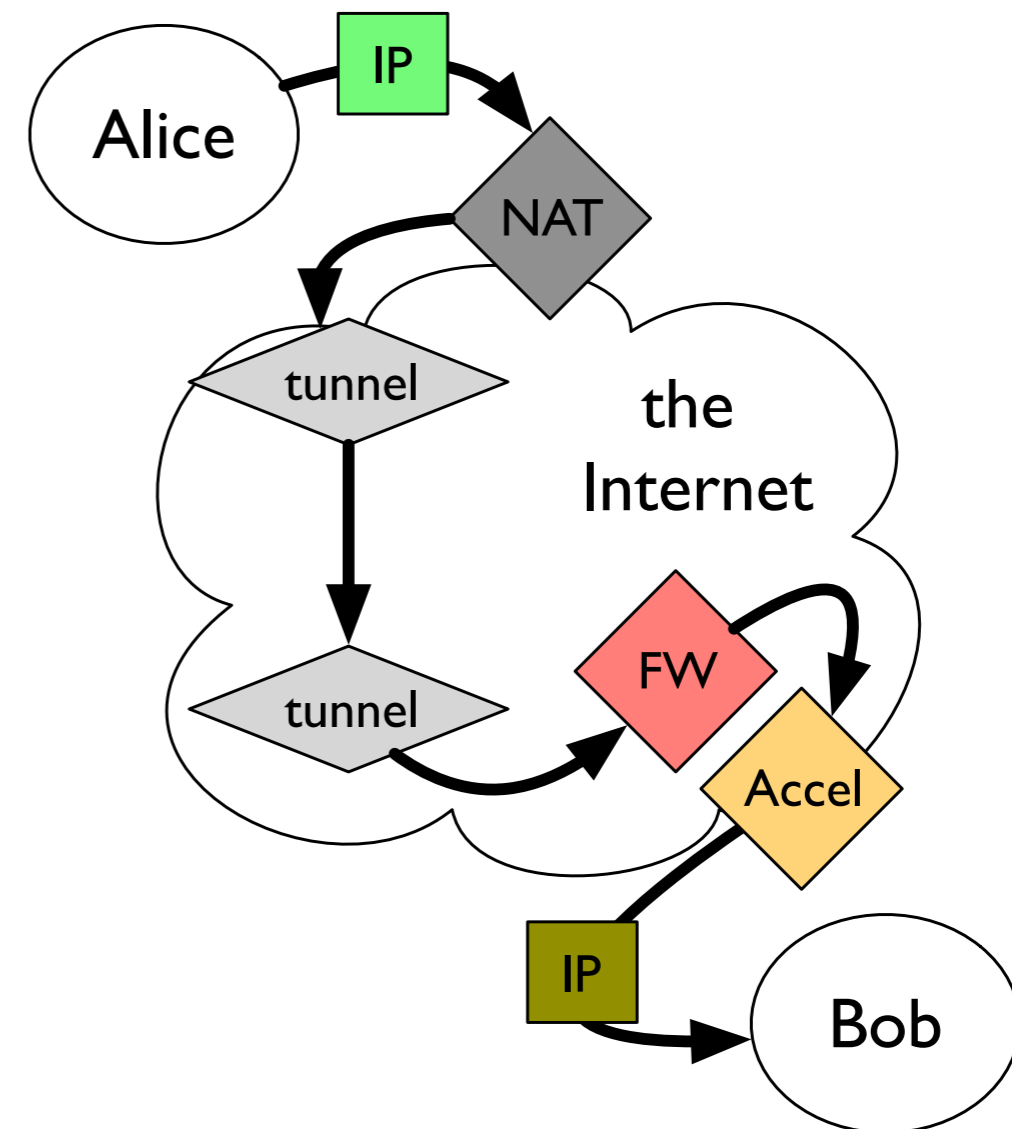 IP
Alice
NAT
tunnel
the
Internet
tunnel
FW
Accel
IP
Bob